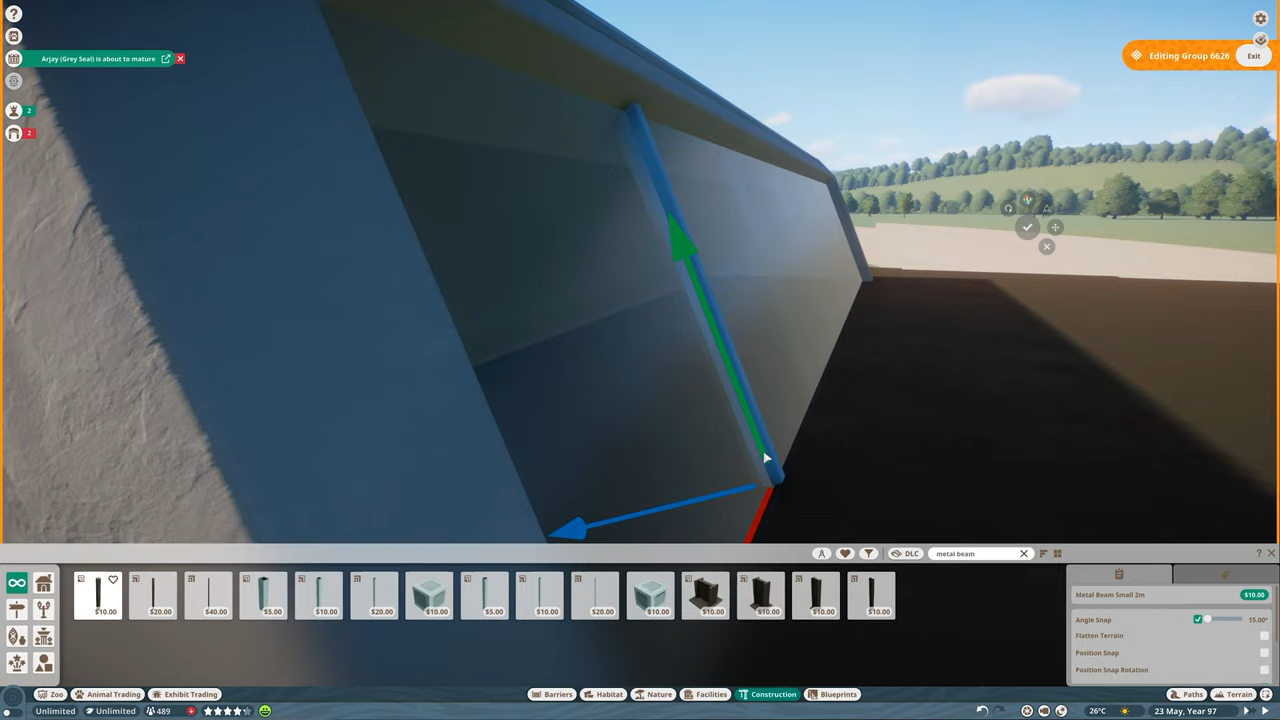 ?
Arjay (Grey Seal) is about to mature
2
2
Editing Group 6626
Exit
DLC
metal beam
?
$10.00
$20.00
$40.00
$5.00
$10.00
$20.00
$10.00
$5.00
$10.00
$20.00
$10.00
$10.00
$10.00
$10.00
$10.00
Metal Beam Small 2m
$10.00
Angie Snap
15.00°
Flatten Terrain
Position Snap
Position Snap Rotation
Zoo
Animal Trading
Exhibit Trading
Barriers
Habitat
Nature
Facilities
Construction
Blueprints
Paths
Terrain
Unlimited
Unlimited
489
26°C
23 May, Year 97